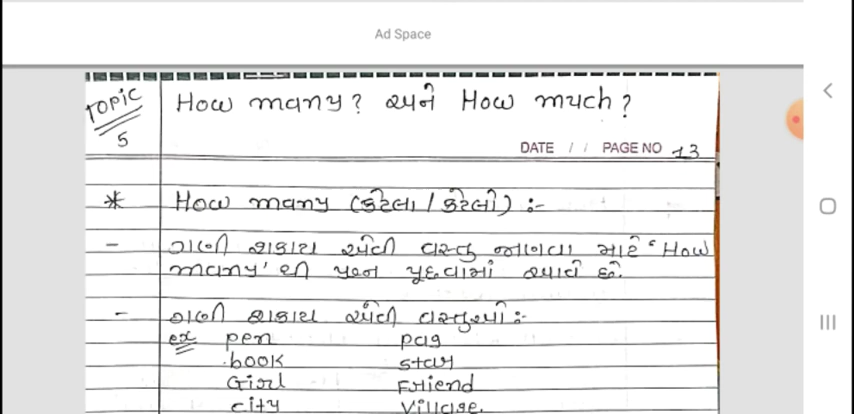 Ad Space
TOPIC 5
How many? અને How much?
DATE / / PAGE NO 13
* How many (કેટલા / કેટલી) :-
- ગણી શકાય એવી વસ્તુ જાણવા માટે 'How
many' થી પ્રશ્ન પૂછવામાં આવે છે.
- ગણી શકાય એવી વસ્તુઓ :-
ex pen pag
book star
Girl Friend
city Village